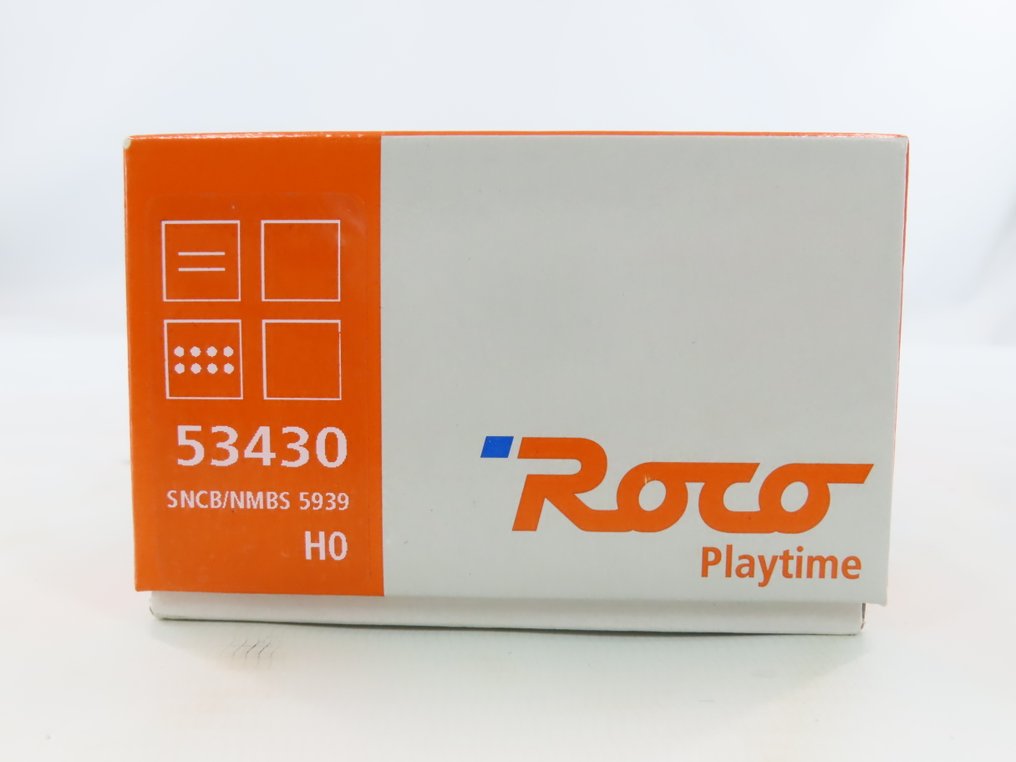 53430
SNCB/NMBS 5939
H0
Roco
Playtime